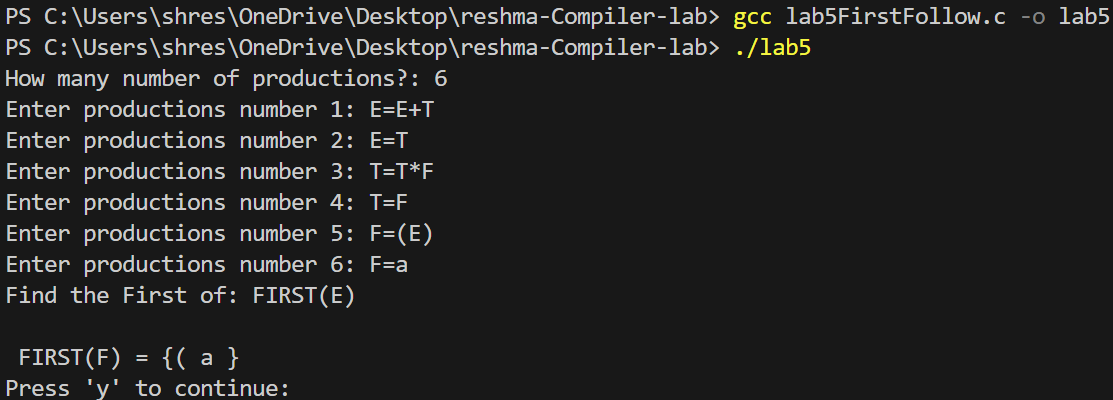 PS C:\Users\shres\OneDrive\Desktop\reshma-Compiler-lab> gcc lab5FirstFollow.c -o lab5
PS C:\Users\shres\OneDrive\Desktop\reshma-Compiler-lab> ./lab5
How many number of productions?: 6
Enter productions number 1: E=E+T
Enter productions number 2: E=T
Enter productions number 3: T=T*F
Enter productions number 4: T=F
Enter productions number 5: F=(E)
Enter productions number 6: F=a
Find the First of: FIRST(E)
FIRST(F) = {( a }
Press 'y' to continue: